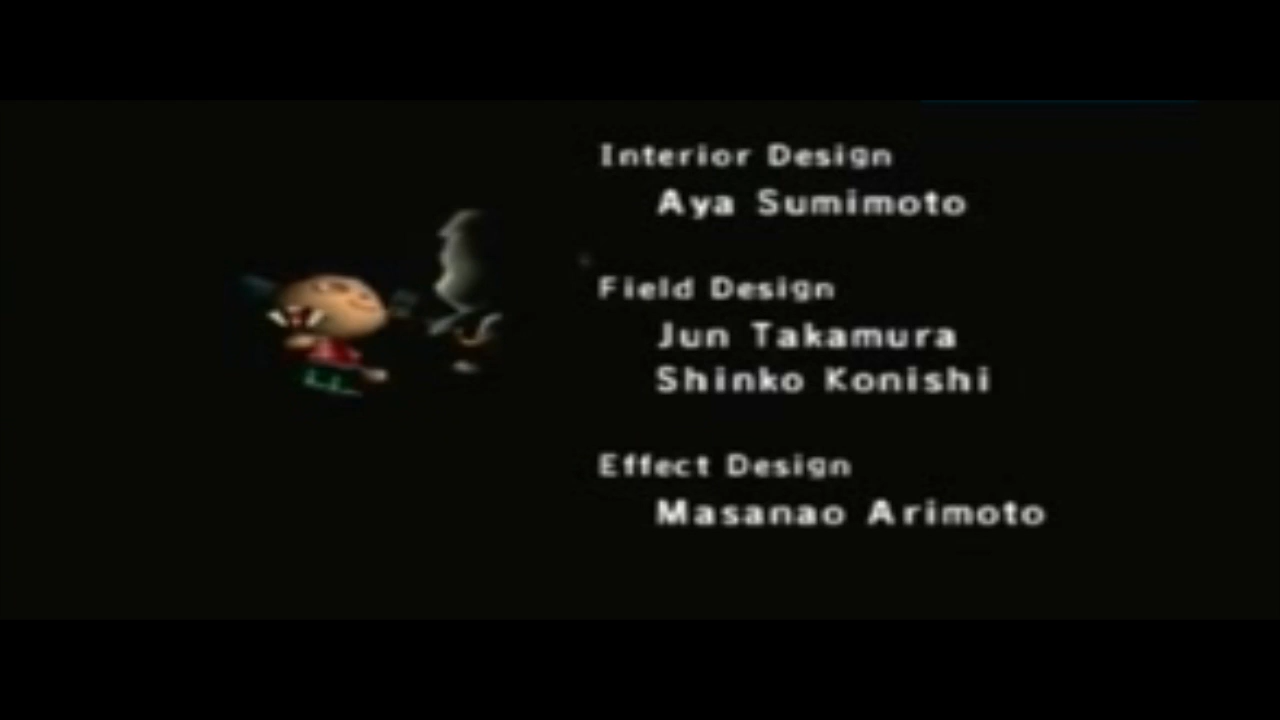 Interior Design
Aya Sumimoto
Field Design
Jun Takamura
Shinko Konishi
Effect Design
Masanao Arimoto